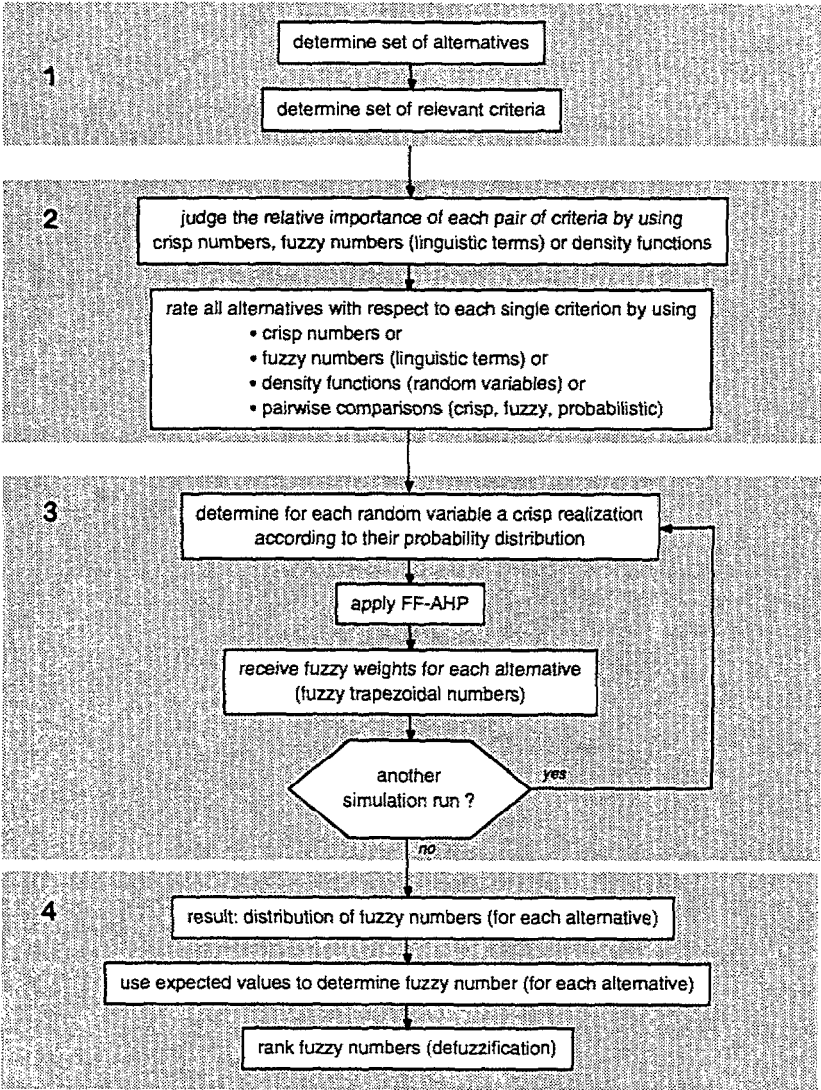 1
determine set of alternatives
determine set of relevant criteria
2
judge the relative importance of each pair of criteria by using
crisp numbers, fuzzy numbers (linguistic terms) or density functions
rate all alternatives with respect to each single criterion by using
• crisp numbers or
• fuzzy numbers (linguistic terms) or
• density functions (random variables) or
• pairwise comparisons (crisp, fuzzy, probabilistic)
3
determine for each random variable a crisp realization
according to their probability distribution
apply FF-AHP
receive fuzzy weights for each alternative
(fuzzy trapezoidal numbers)
another
simulation run ?
yes
no
4
result: distribution of fuzzy numbers (for each alternative)
use expected values to determine fuzzy number (for each alternative)
rank fuzzy numbers (defuzzification)